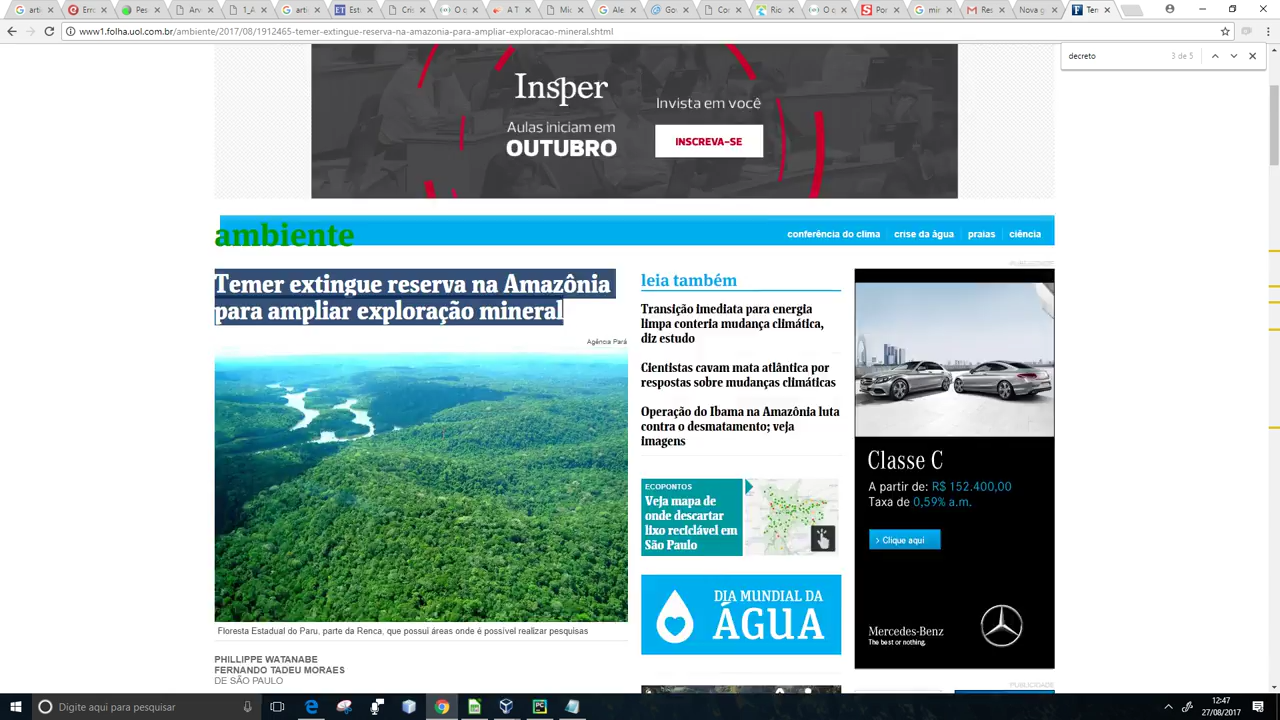 www1.folha.uol.com.br/ambiente/2017/08/1912465-temer-extingue-reserva-na-amazonia-para-ampliar-exploracao-mineral.shtml
decreto
3 de 5
Insper
Aulas iniciam em
OUTUBRO
Invista em você
INSCREVA-SE
ambiente
conferência do clima
crise da água
praias
ciência
PUBLICIDADE
Temer extingue reserva na Amazônia
para ampliar exploração mineral
Agência Pará
Floresta Estadual do Paru, parte da Renca, que possui áreas onde é possível realizar pesquisas
PHILLIPPE WATANABE
FERNANDO TADEU MORAES
DE SÃO PAULO
leia também
Transição imediata para energia
limpa conteria mudança climática,
diz estudo
Cientistas cavam mata atlântica por
respostas sobre mudanças climáticas
Operação do Ibama na Amazônia luta
contra o desmatamento; veja
imagens
ECOPONTOS
Veja mapa de
onde descartar
lixo reciclável em
São Paulo
DIA MUNDIAL DA
ÁGUA
Classe C
A partir de: R$ 152.400,00
Taxa de 0,59% a.m.
> Clique aqui
Mercedes-Benz
The best or nothing.
PUBLICIDADE
Digite aqui para pesquisar
12:47
27/08/2017